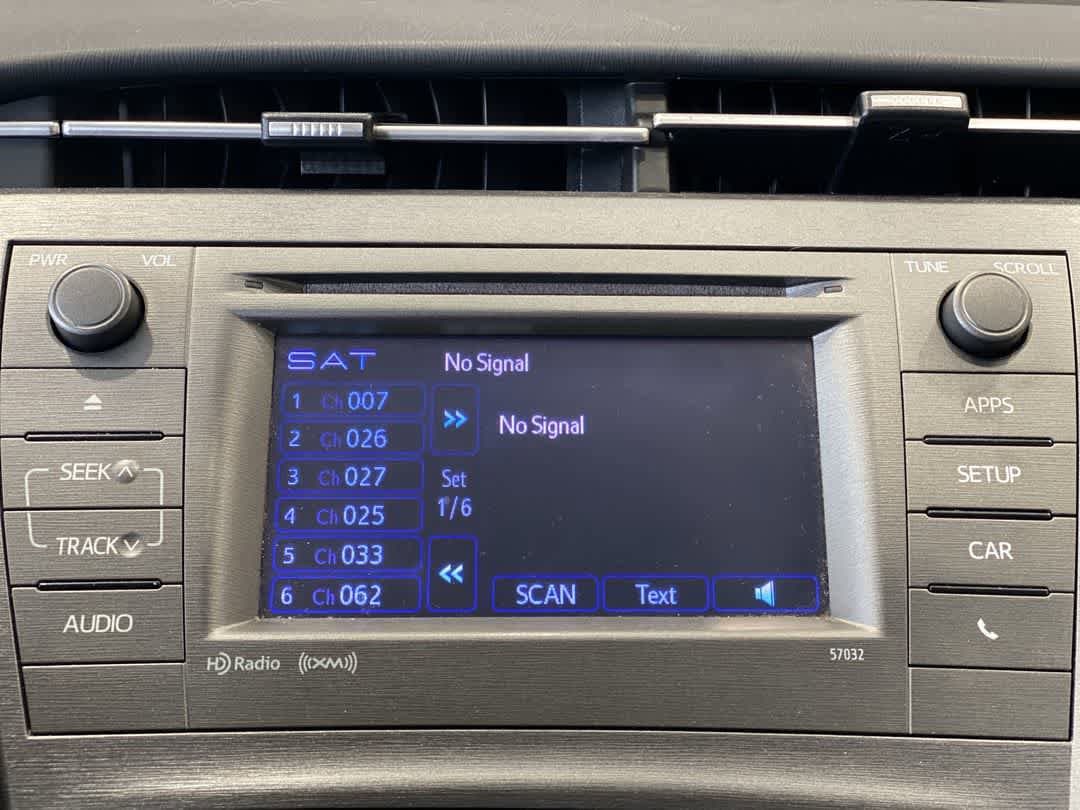 PWR VOL
TUNE SCROLL
SAT No Signal
1 Ch 007
2 Ch 026
3 Ch 027
4 Ch 025
5 Ch 033
6 Ch 062
No Signal
Set
1/6
SCAN Text
SEEK
TRACK
AUDIO
APPS
SETUP
CAR
HD Radio ((XM))
57032